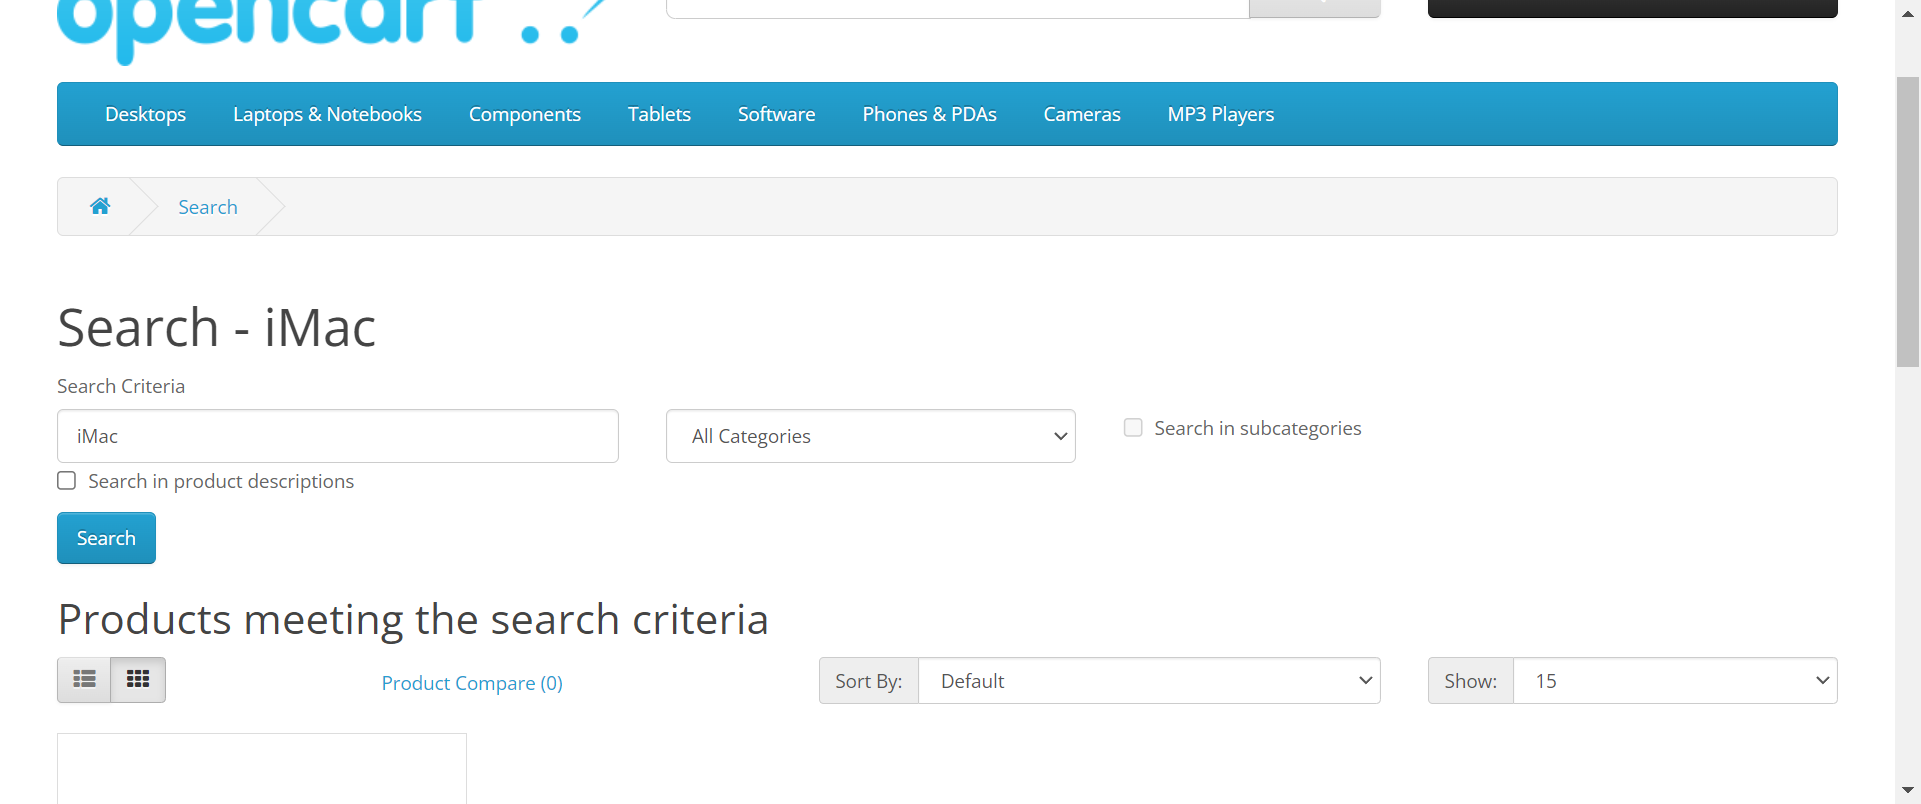 opencart
Desktops Laptops & Notebooks Components Tablets Software Phones & PDAs Cameras MP3 Players
Search
Search - iMac
Search Criteria
iMac All Categories Search in subcategories
Search in product descriptions
Search
Products meeting the search criteria
Product Compare (0) Sort By: Default Show: 15